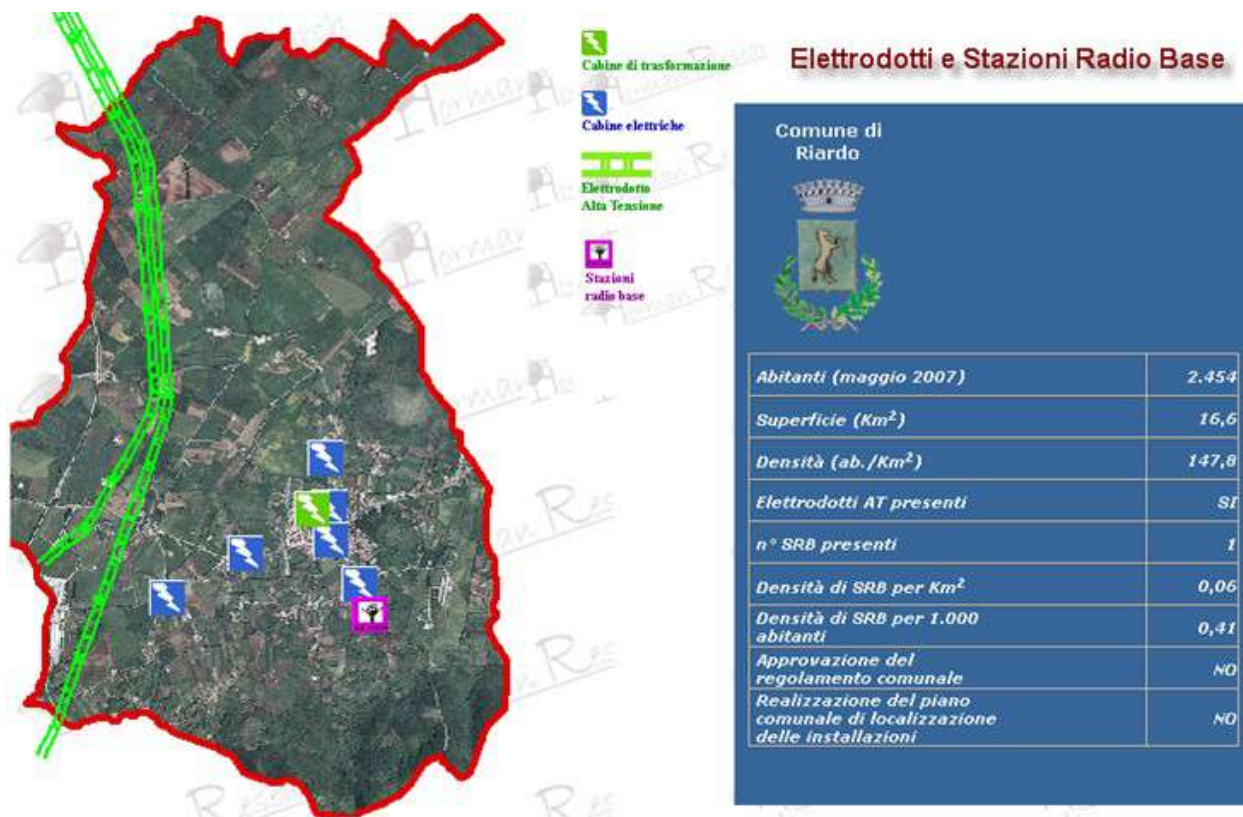 Cabine di trasformazione
Cabine elettriche
Elettrodotto
Alta Tensione
Stazioni
radio base
Elettrodotti e Stazioni Radio Base
Comune di
Riardo
Abitanti (maggio 2007) 2.454
Superficie (Km²) 16,6
Densità (ab./Km²) 147,8
Elettrodotti AT presenti SI
n° SRB presenti 1
Densità di SRB per Km² 0,06
Densità di SRB per 1.000
abitanti 0,41
Approvazione del
regolamento comunale NO
Realizzazione del piano
comunale di localizzazione
delle installazioni NO